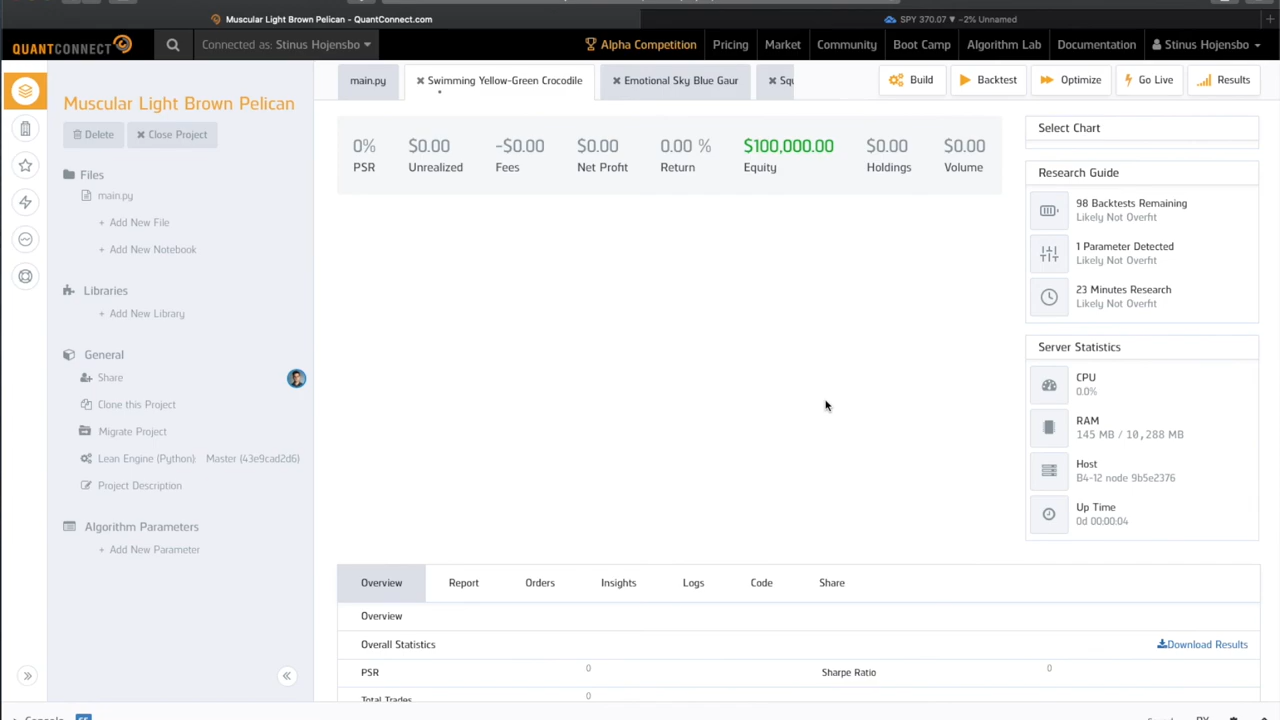 Muscular Light Brown Pelican - QuantConnect.com
SPY 370.07 ▼ −2% Unnamed
QUANTCONNECT
Connected as: Stinus Hojensbo
Alpha Competition
Pricing
Market
Community
Boot Camp
Algorithm Lab
Documentation
Stinus Hojensbo
main.py
Swimming Yellow-Green Crocodile
Emotional Sky Blue Gaur
Squ
Build
Backtest
Optimize
Go Live
Results
Muscular Light Brown Pelican
Delete
Close Project
Files
main.py
+ Add New File
+ Add New Notebook
Libraries
+ Add New Library
General
Share
Clone this Project
Migrate Project
Lean Engine (Python): Master (43e9cad2d6)
Project Description
Algorithm Parameters
+ Add New Parameter
0%
PSR
$0.00
Unrealized
-$0.00
Fees
$0.00
Net Profit
0.00 %
Return
$100,000.00
Equity
$0.00
Holdings
$0.00
Volume
Select Chart
Research Guide
98 Backtests Remaining
Likely Not Overfit
1 Parameter Detected
Likely Not Overfit
23 Minutes Research
Likely Not Overfit
Server Statistics
CPU
0.0%
RAM
145 MB / 10,288 MB
Host
B4-12 node 9b5e2376
Up Time
0d 00:00:04
Overview
Report
Orders
Insights
Logs
Code
Share
Overview
Overall Statistics
Download Results
PSR 0
Sharpe Ratio 0
Total Trades 0
Console